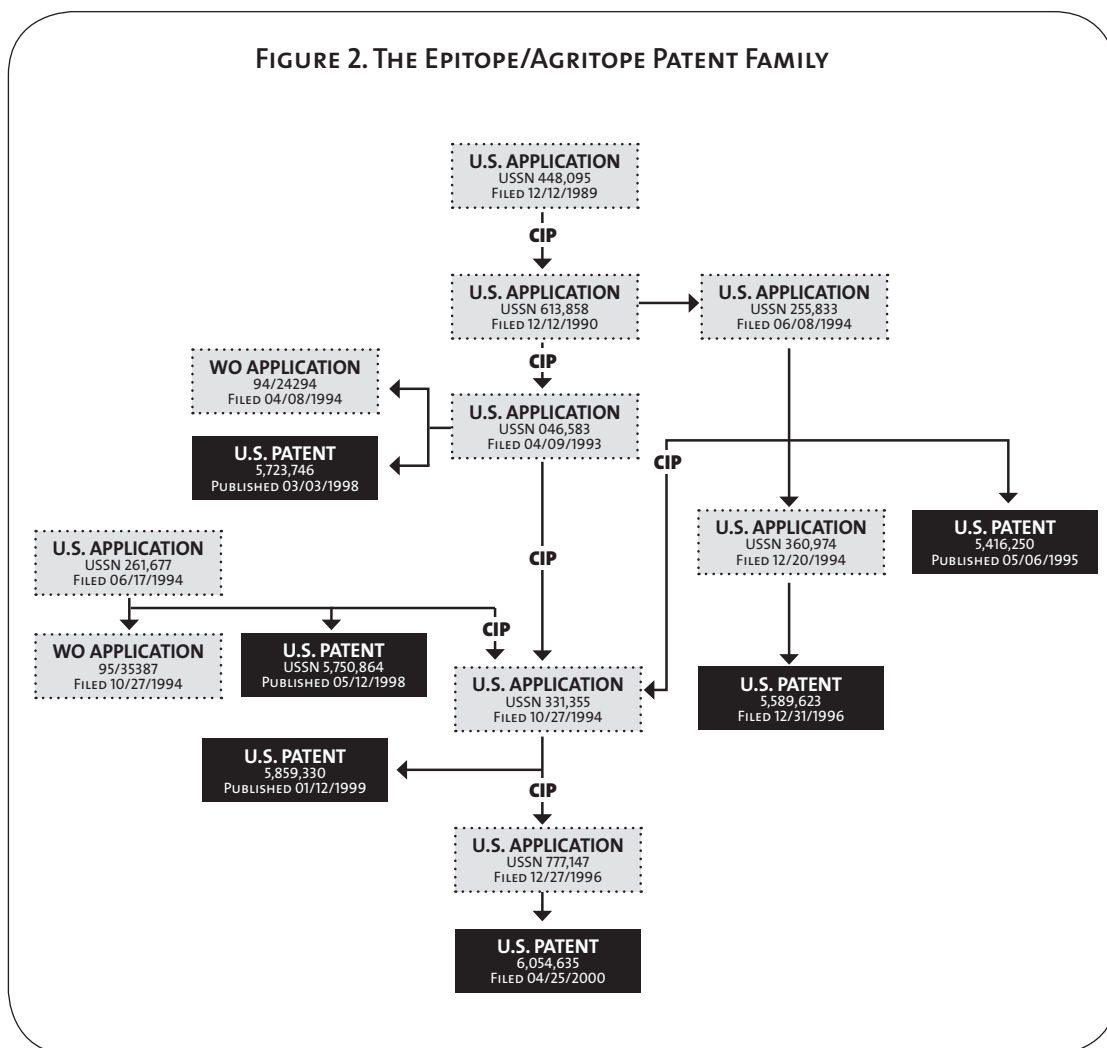 Figure 2. The Epitope/Agritope Patent Family
U.S. APPLICATION
USSN 448,095
Filed 12/12/1989
CIP
U.S. APPLICATION
USSN 613,858
Filed 12/12/1990
U.S. APPLICATION
USSN 255,833
Filed 06/08/1994
CIP
WO APPLICATION
94/24294
Filed 04/08/1994
U.S. APPLICATION
USSN 046,583
Filed 04/09/1993
U.S. PATENT
5,723,746
Published 03/03/1998
CIP
U.S. APPLICATION
USSN 360,974
Filed 12/20/1994
U.S. PATENT
5,416,250
Published 05/06/1995
U.S. APPLICATION
USSN 261,677
Filed 06/17/1994
CIP
CIP
WO APPLICATION
95/35387
Filed 10/27/1994
U.S. PATENT
USSN 5,750,864
Published 05/12/1998
U.S. APPLICATION
USSN 331,355
Filed 10/27/1994
U.S. PATENT
5,589,623
Filed 12/31/1996
U.S. PATENT
5,859,330
Published 01/12/1999
CIP
U.S. APPLICATION
USSN 777,147
Filed 12/27/1996
U.S. PATENT
6,054,635
Filed 04/25/2000